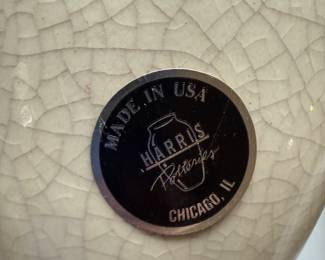 MADE IN USA
HARRIS
Potteries
CHICAGO, IL